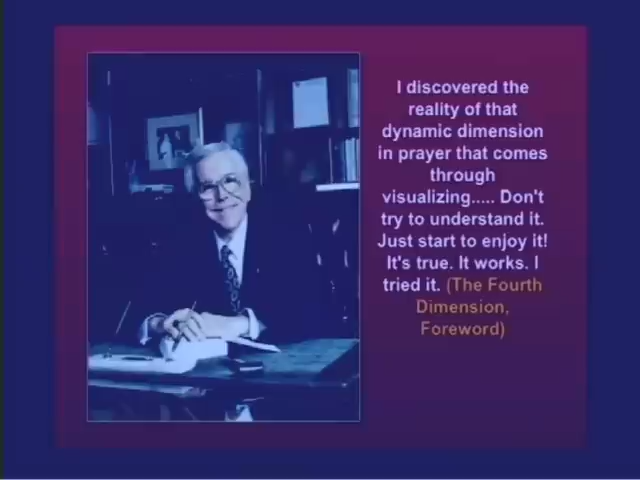 I discovered the
reality of that
dynamic dimension
in prayer that comes
through
visualizing..... Don't
try to understand it.
Just start to enjoy it!
It's true. It works. I
tried it. (The Fourth
Dimension,
Foreword)